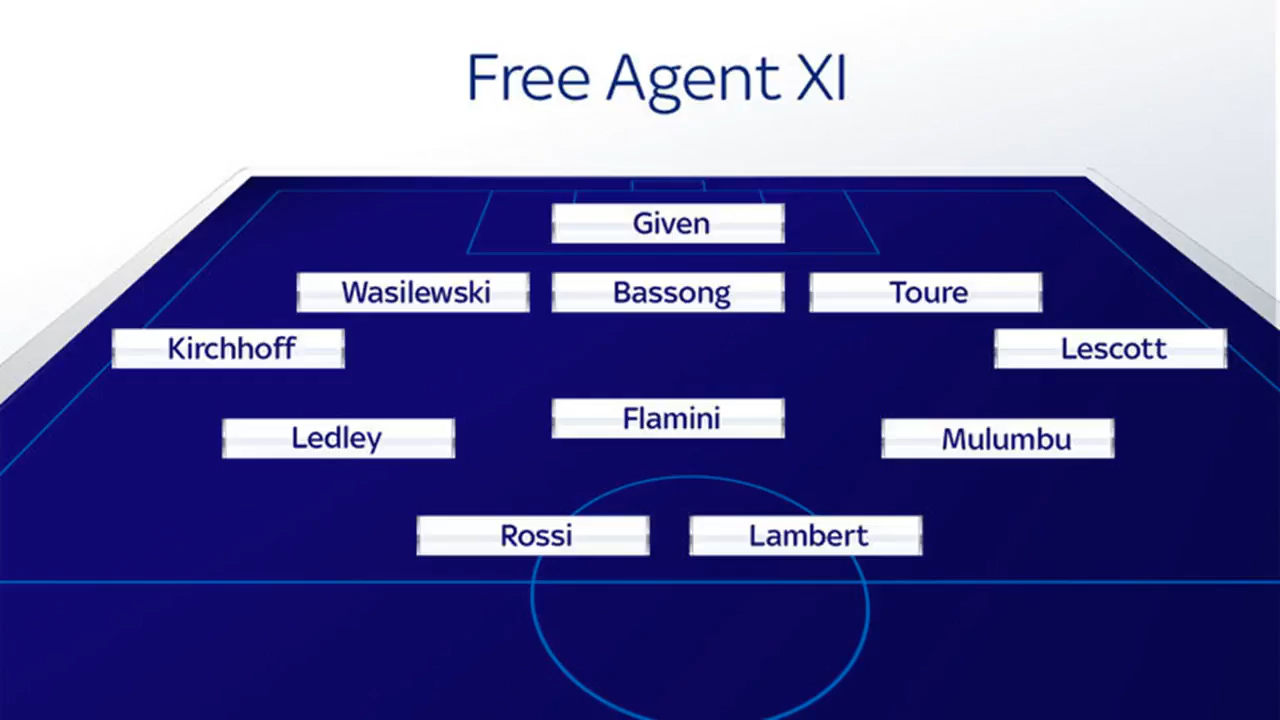 Free Agent XI
Given
Wasilewski
Bassong
Toure
Kirchhoff
Lescott
Flamini
Ledley
Mulumbu
Rossi
Lambert